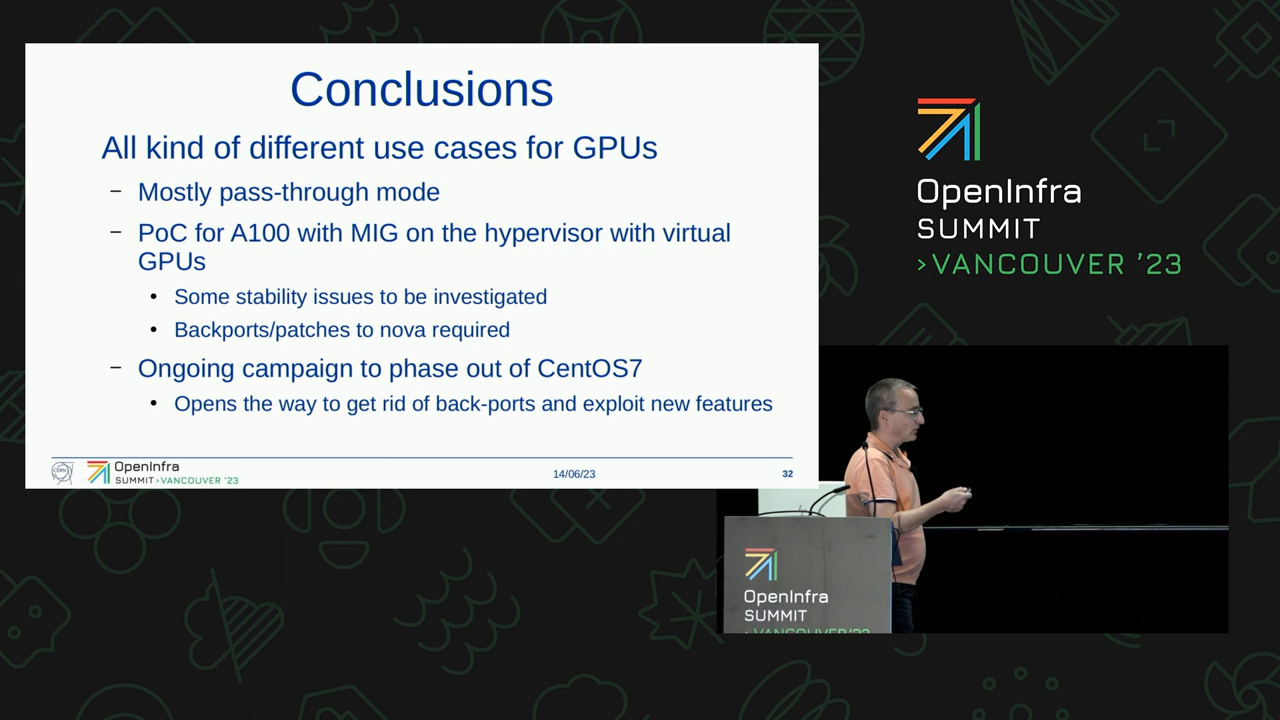 Conclusions
All kind of different use cases for GPUs
– Mostly pass-through mode
– PoC for A100 with MIG on the hypervisor with virtual
GPUs
• Some stability issues to be investigated
• Backports/patches to nova required
– Ongoing campaign to phase out of CentOS7
• Opens the way to get rid of back-ports and exploit new features
CERN
OpenInfra
SUMMIT >VANCOUVER '23
14/06/23
32
OpenInfra
SUMMIT
>VANCOUVER '23
OpenInfra
SUMMIT
>VANCOUVER '23